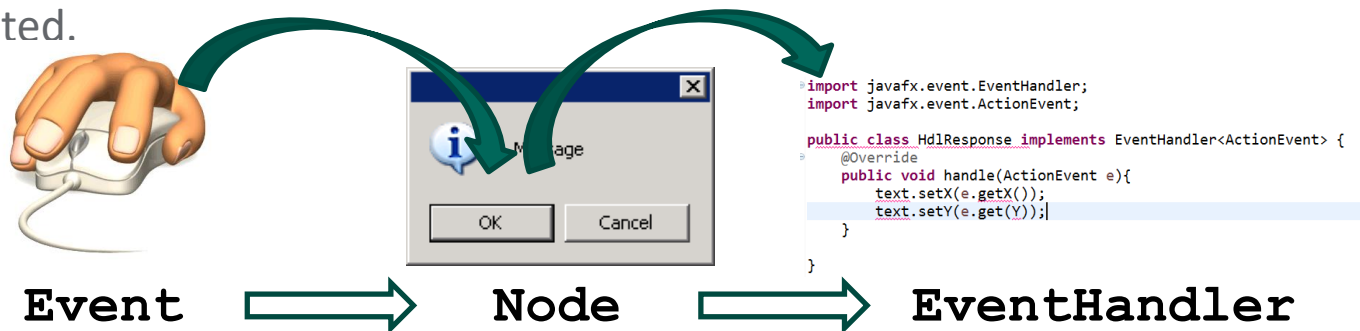 ted.
import javafx.event.EventHandler;
import javafx.event.ActionEvent;
public class HdlResponse implements EventHandler<ActionEvent> {
@Override
public void handle(ActionEvent e){
text.setX(e.getX());
text.setY(e.get(Y));
}
}
OK Cancel
Event Node EventHandler